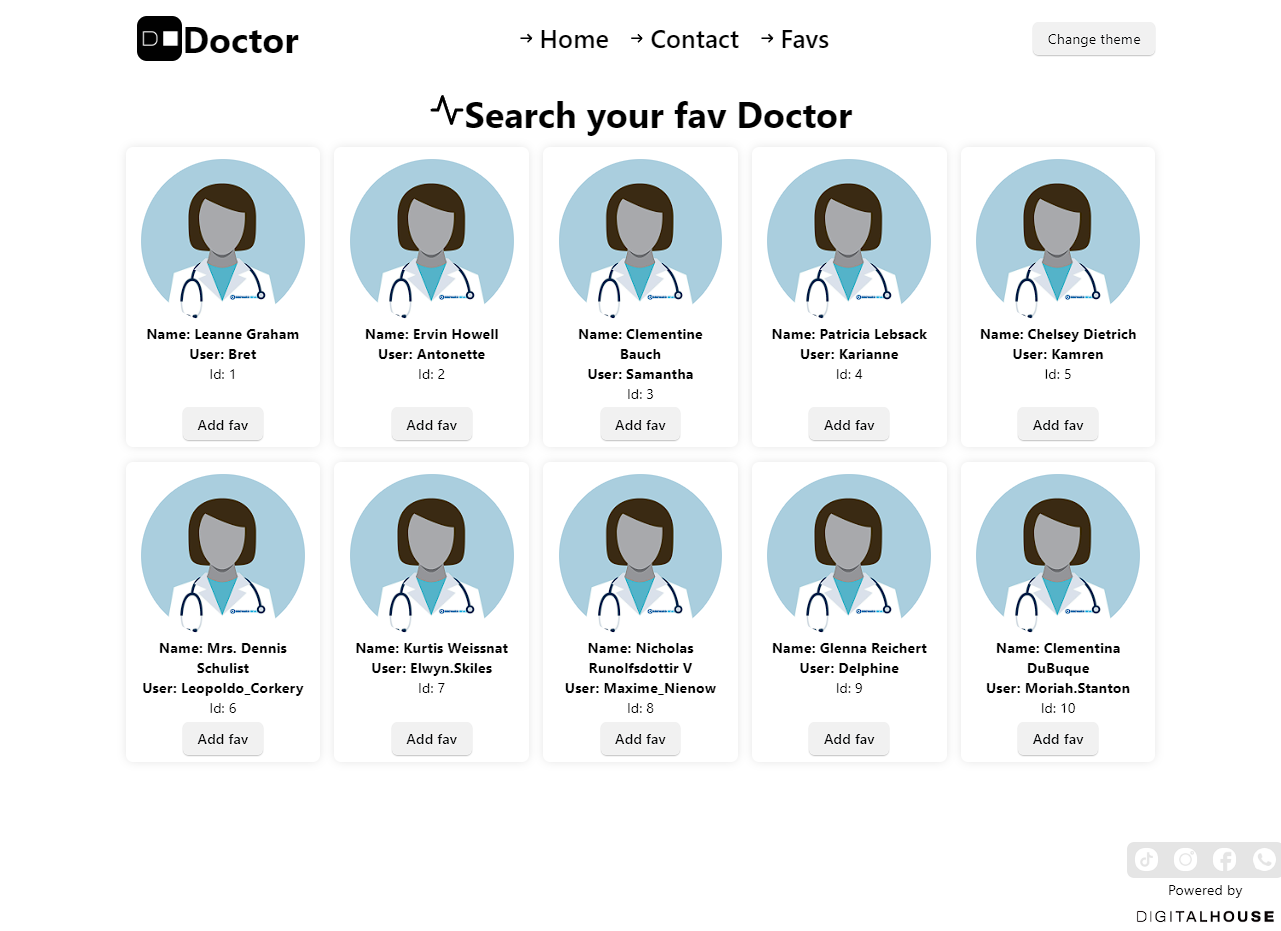 D Doctor
Home
Contact
Favs
Change theme
Search your fav Doctor
Name: Leanne Graham
User: Bret
Id: 1
Add fav
Name: Ervin Howell
User: Antonette
Id: 2
Add fav
Name: Clementine
Bauch
User: Samantha
Id: 3
Add fav
Name: Patricia Lebsack
User: Karianne
Id: 4
Add fav
Name: Chelsey Dietrich
User: Kamren
Id: 5
Add fav
Name: Mrs. Dennis
Schulist
User: Leopoldo_Corkery
Id: 6
Add fav
Name: Kurtis Weissnat
User: Elwyn.Skiles
Id: 7
Add fav
Name: Nicholas
Runolfsdottir V
User: Maxime_Nienow
Id: 8
Add fav
Name: Glenna Reichert
User: Delphine
Id: 9
Add fav
Name: Clementina
DuBuque
User: Moriah.Stanton
Id: 10
Add fav
Powered by
DIGITALHOUSE